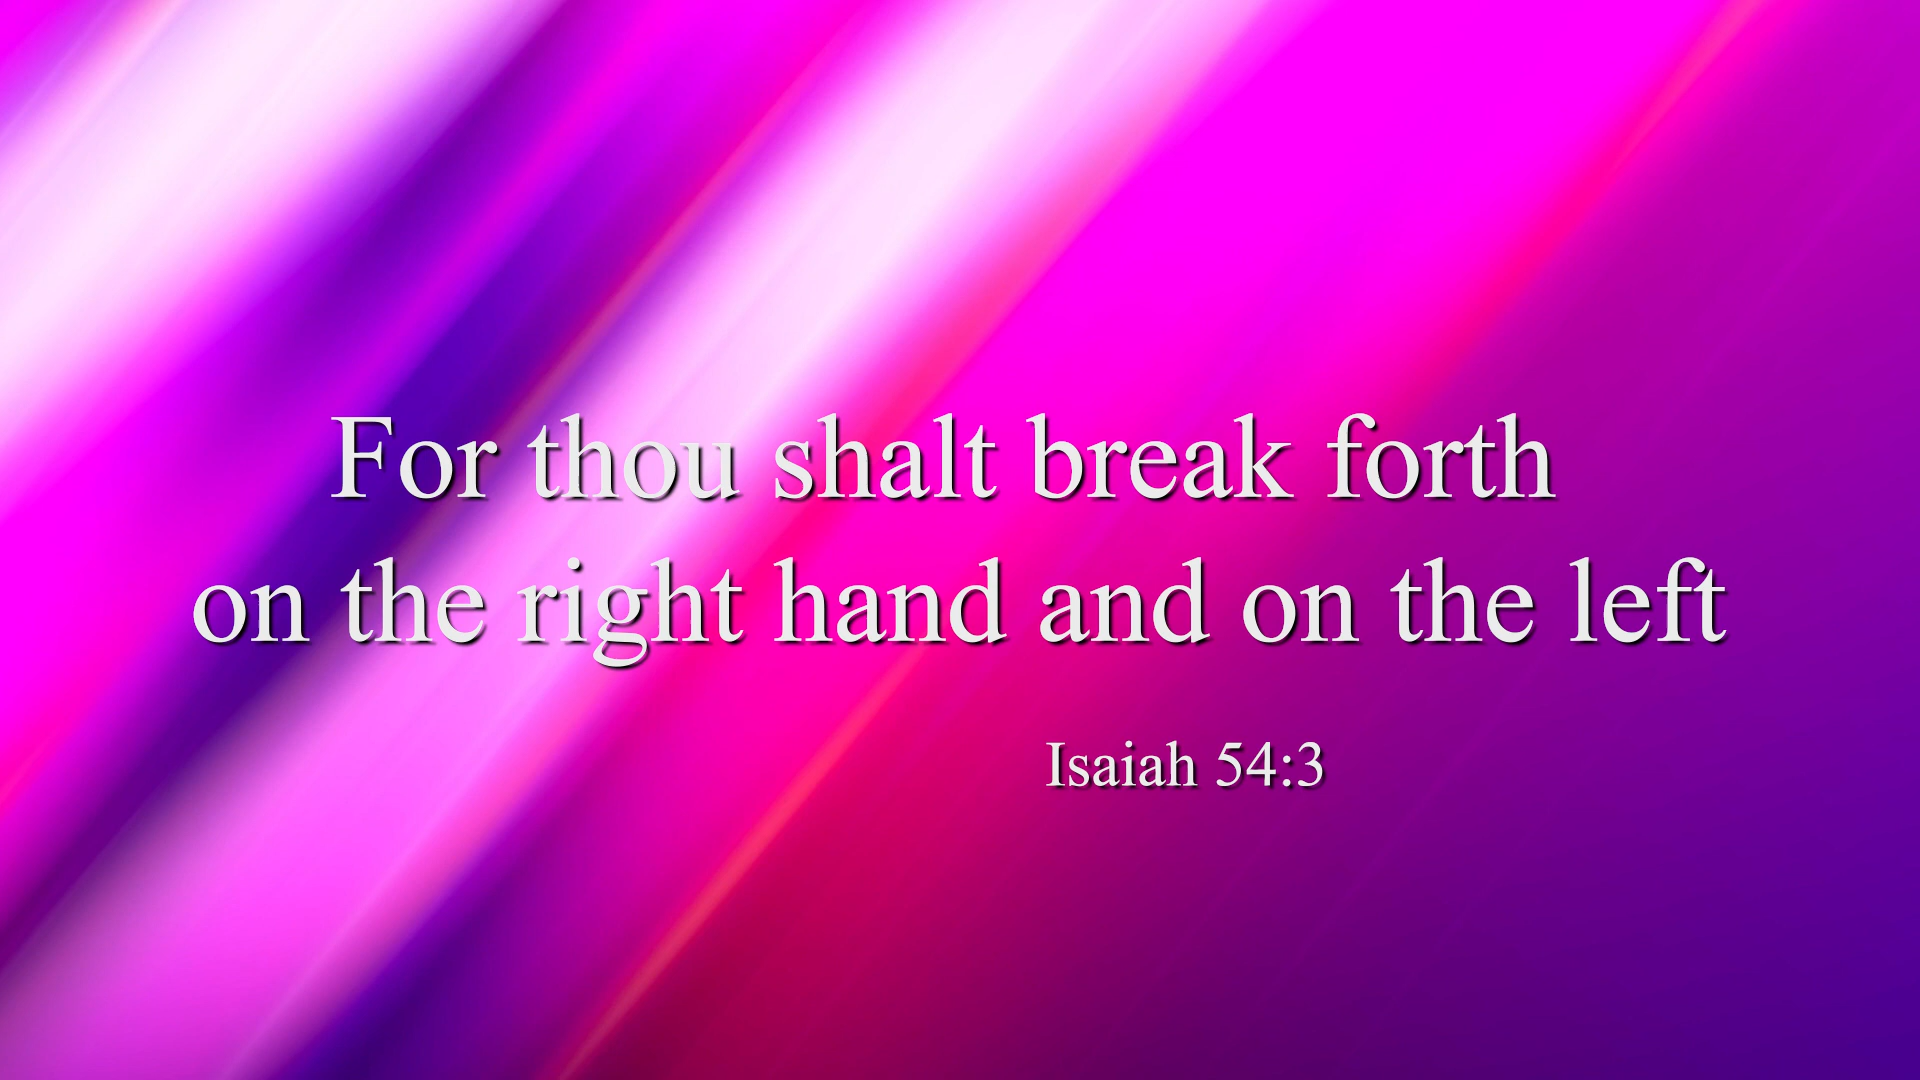 For thou shalt break forth
on the right hand and on the left
Isaiah 54:3